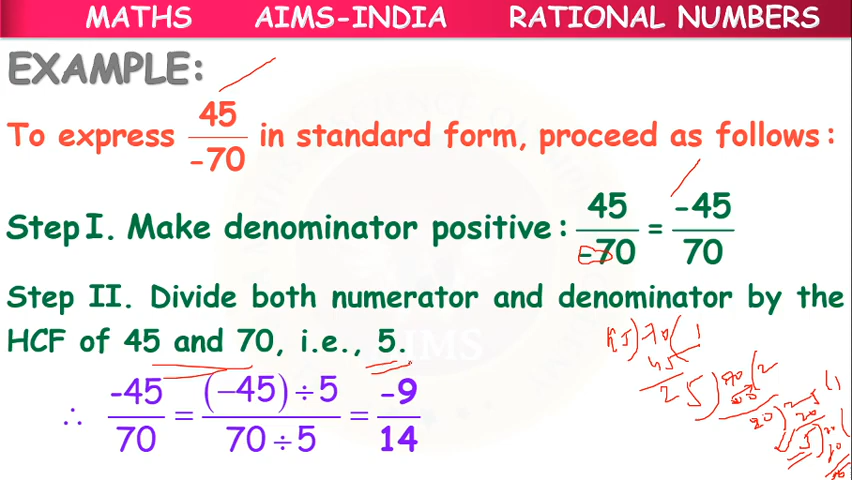 MATHS AIMS-INDIA RATIONAL NUMBERS
EXAMPLE:
To express 45/-70 in standard form, proceed as follows:
Step I. Make denominator positive: 45/-70 = -45/70
Step II. Divide both numerator and denominator by the
HCF of 45 and 70, i.e., 5.
∴ -45/70 = (-45)÷5/70÷5 = -9/14